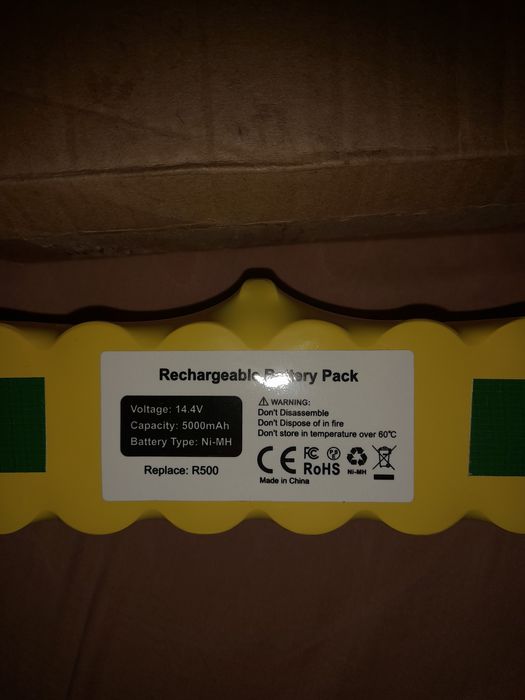 Rechargeable Battery Pack
Voltage: 14.4V
Capacity: 5000mAh
Battery Type: Ni-MH
Replace: R500
WARNING:
Don't Disassemble
Don't Dispose of in fire
Don't store in temperature over 60℃
CE FC
RoHS
Ni-MH
Made in China